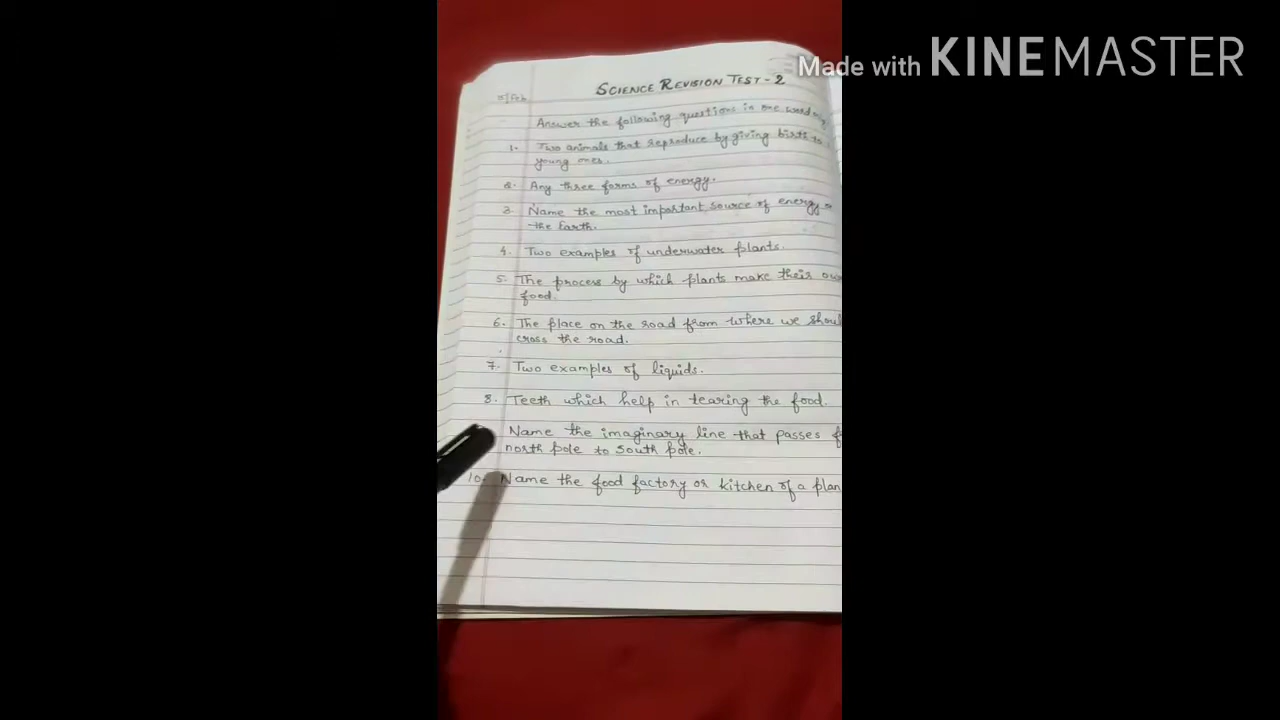 Made with KINEMASTER
SCIENCE REVISION TEST - 2
Answer the following questions in one word
1. Two animals that reproduce by giving birth to
young ones.
2. Any three forms of energy.
3. Name the most important source of energy
the Earth.
4. Two examples of underwater plants.
5. The process by which plants make their ow
food.
6. The place on the road from where we shoul
cross the road.
7. Two examples of liquids.
8. Teeth which help in tearing the food.
Name the imaginary line that passes f
north pole to south pole.
10. Name the food factory or kitchen of a plan